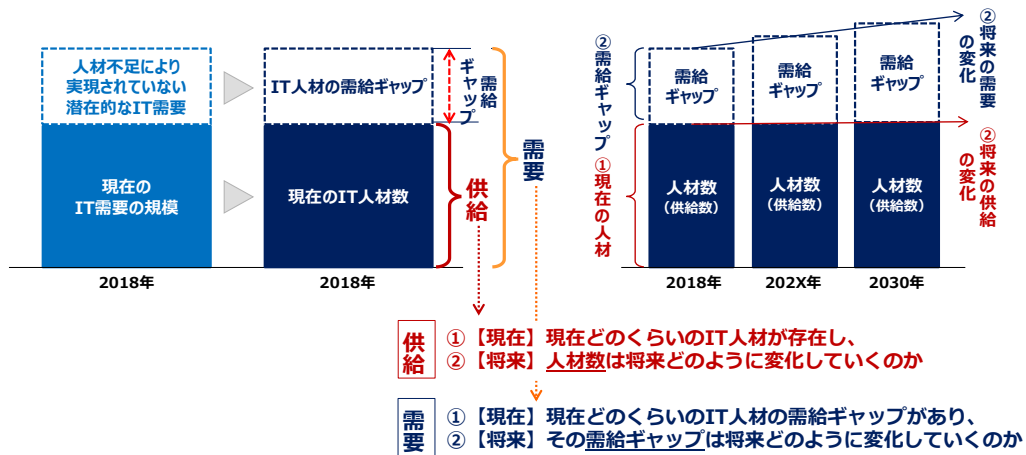 人材不足により
実現されていない
潜在的なIT需要
現在の
IT需要の規模
2018年
IT人材の需給ギャップ
現在のIT人材数
2018年
需給
ギャップ
供給
需要
②需給ギャップ
①現在の人材
需給
ギャップ
人材数
（供給数）
2018年
需給
ギャップ
人材数
（供給数）
202X年
需給
ギャップ
人材数
（供給数）
2030年
②将来の需要
の変化
②将来の供給
の変化
供給
①【現在】現在どのくらいのIT人材が存在し、
②【将来】人材数は将来どのように変化していくのか
需要
①【現在】現在どのくらいのIT人材の需給ギャップがあり、
②【将来】その需給ギャップは将来どのように変化していくのか